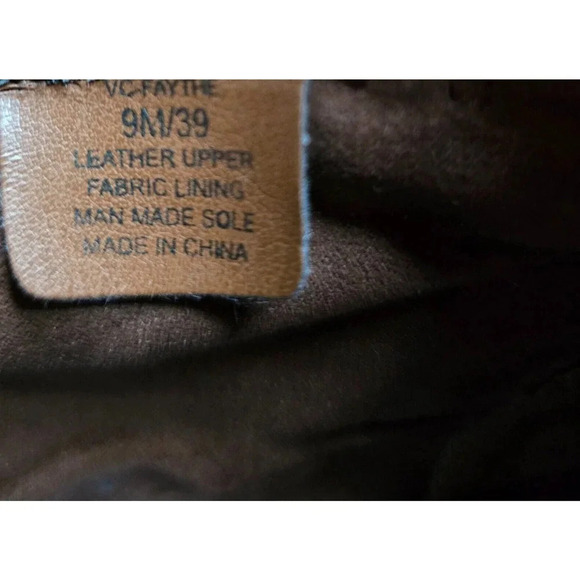 VC-FAYTHE
9M/39
LEATHER UPPER
FABRIC LINING
MAN MADE SOLE
MADE IN CHINA